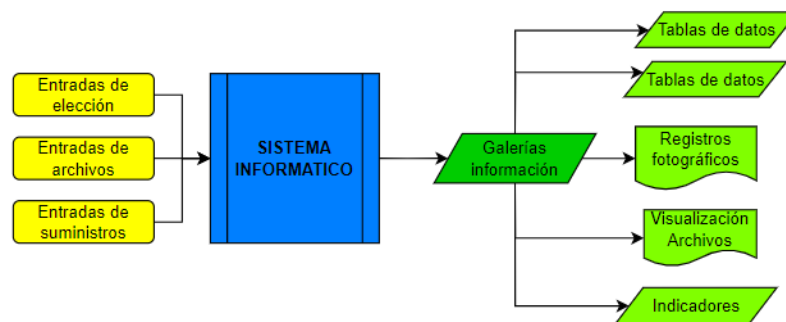 Entradas de
elección
Entradas de
archivos
Entradas de
suministros
SISTEMA
INFORMATICO
Galerías
información
Tablas de datos
Tablas de datos
Registros
fotográficos
Visualización
Archivos
Indicadores